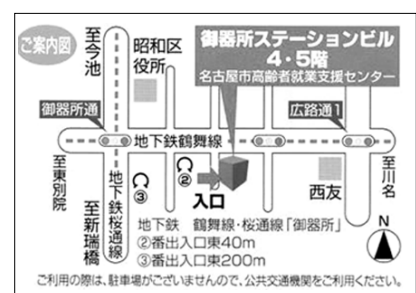 ご案内図
至今池
昭和区
役所
御器所ステーションビル
4・5階
名古屋市高齢者就業支援センター
御器所通
広路通1
地下鉄鶴舞線
至東別院
至新瑞橋
地下鉄桜通線
③
②
入口
西友
至川名
N
地下鉄 鶴舞線・桜通線「御器所」
②番出入口東40m
③番出入口東200m
ご利用の際は、駐車場がございませんので、公共交通機関をご利用ください。